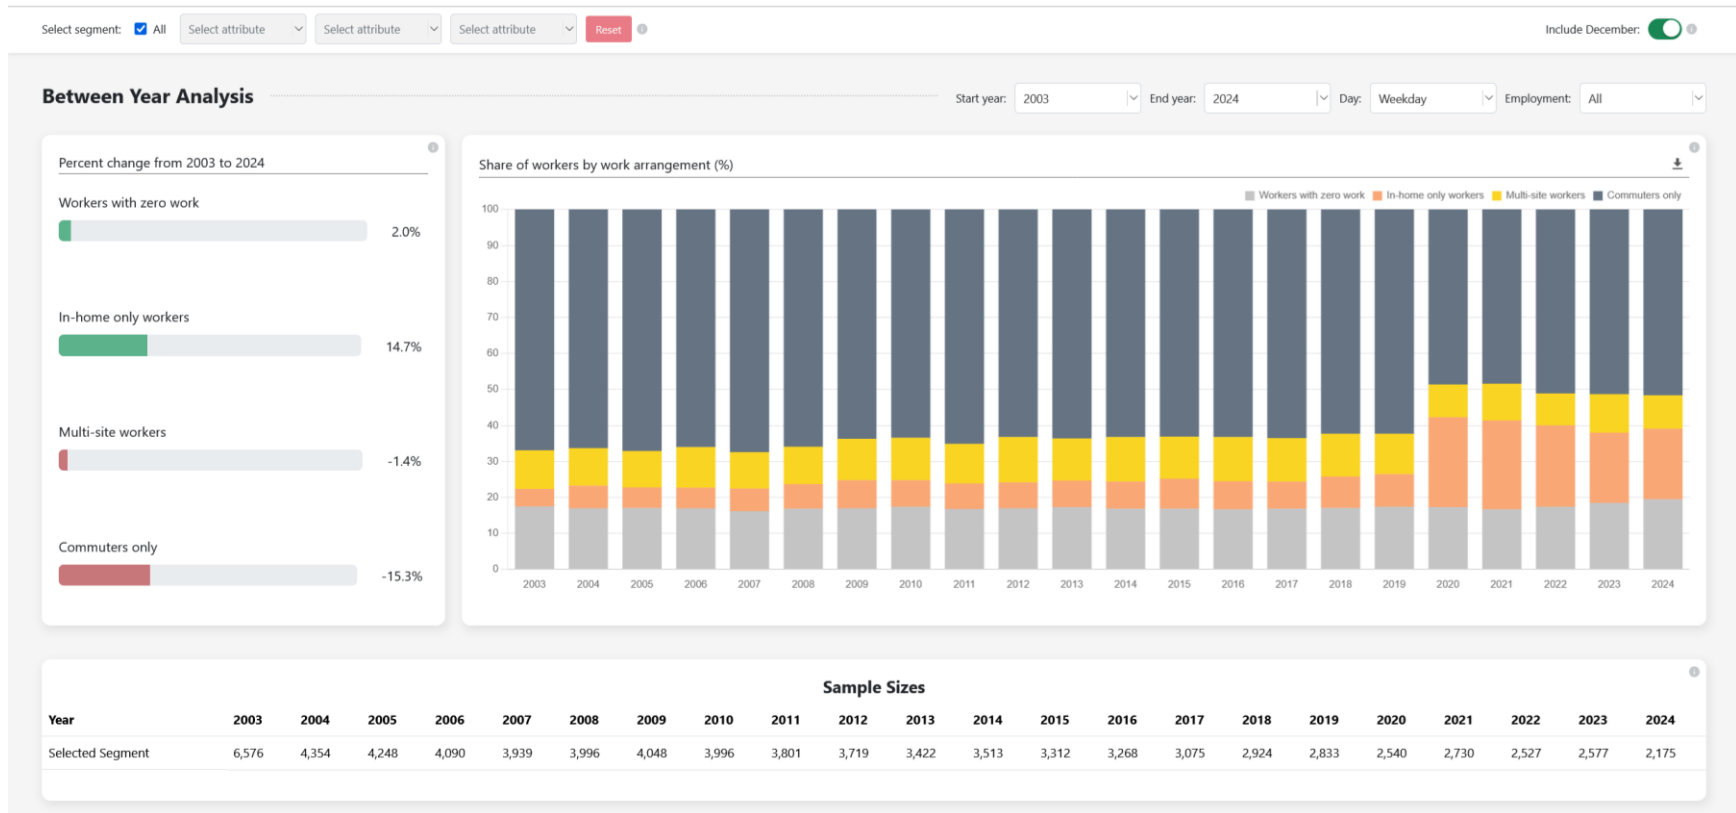 Select segment: All Select attribute Select attribute Select attribute Reset Include December:
Between Year Analysis Start year: 2003 End year: 2024 Day: Weekday Employment: All
Percent change from 2003 to 2024
Workers with zero work
2.0%
In-home only workers
14.7%
Multi-site workers
-1.4%
Commuters only
-15.3%
Share of workers by work arrangement (%)
Workers with zero work In-home only workers Multi-site workers Commuters only
100
90
80
70
60
50
40
30
20
10
0
2003 2004 2005 2006 2007 2008 2009 2010 2011 2012 2013 2014 2015 2016 2017 2018 2019 2020 2021 2022 2023 2024
Sample Sizes
Year 2003 2004 2005 2006 2007 2008 2009 2010 2011 2012 2013 2014 2015 2016 2017 2018 2019 2020 2021 2022 2023 2024
Selected Segment 6,576 4,354 4,248 4,090 3,939 3,996 4,048 3,996 3,801 3,719 3,422 3,513 3,312 3,268 3,075 2,924 2,833 2,540 2,730 2,527 2,577 2,175